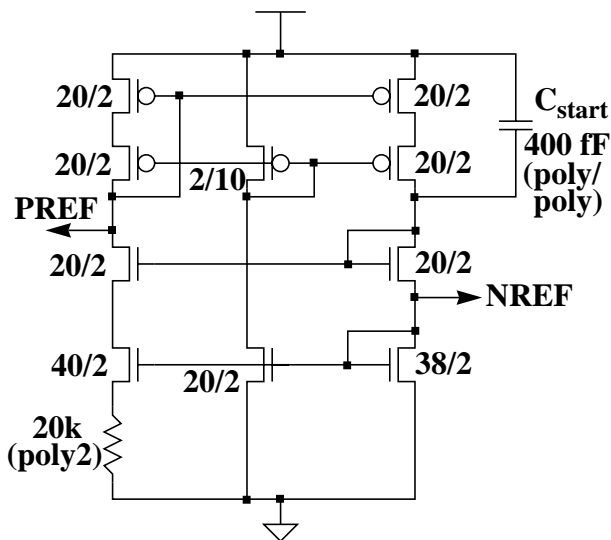 20/2
20/2
C start
400 fF
(poly/
poly)
20/2
2/10
20/2
PREF
20/2
20/2
NREF
40/2
20/2
38/2
20k
(poly2)